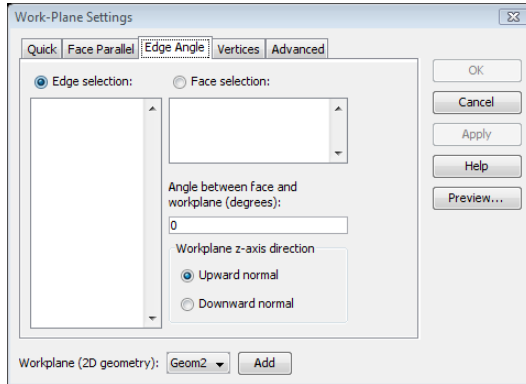 Work-Plane Settings
Quick Face Parallel Edge Angle Vertices Advanced
Edge selection: Face selection:
Angle between face and
workplane (degrees):
0
Workplane z-axis direction
Upward normal
Downward normal
Workplane (2D geometry): Geom2 Add
OK
Cancel
Apply
Help
Preview...